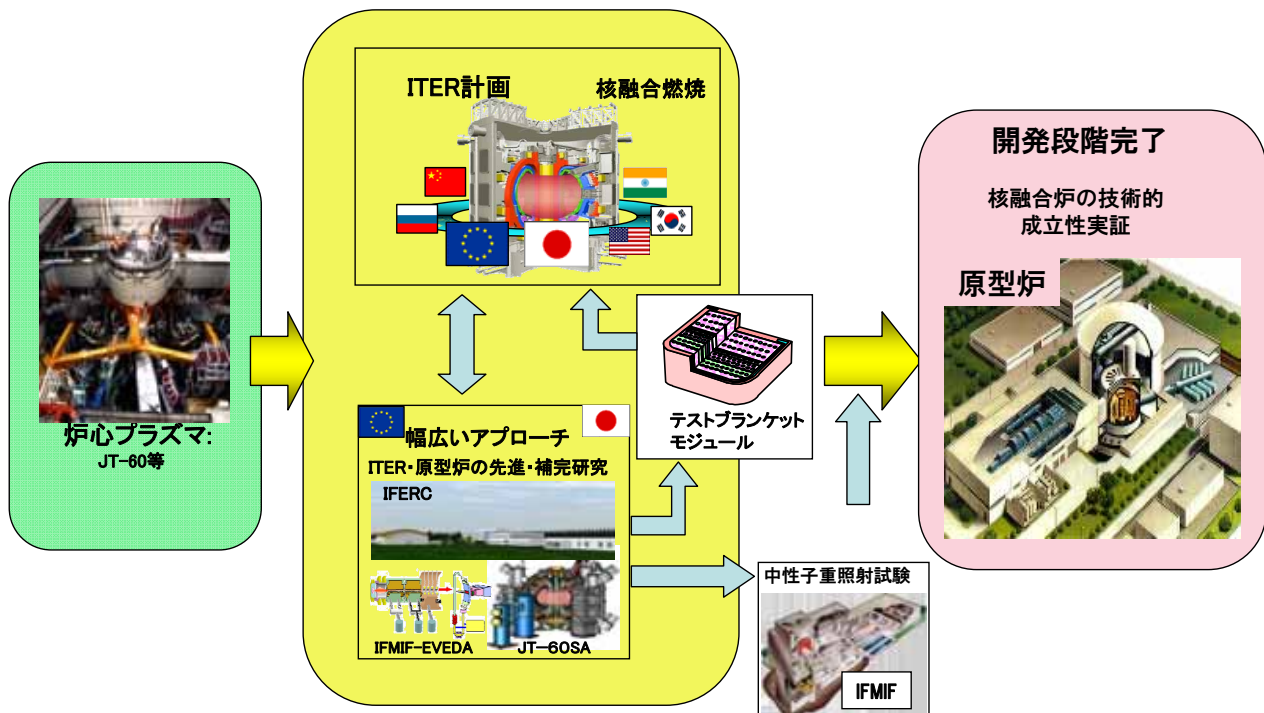 ITER計画
核融合燃焼
炉心プラズマ:
JT-60等
テストブランケット
モジュール
幅広いアプローチ
ITER・原型炉の先進・補完研究
IFERC
IFMIF-EVEDA
JT-60SA
中性子重照射試験
IFMIF
開発段階完了
核融合炉の技術的
成立性実証
原型炉